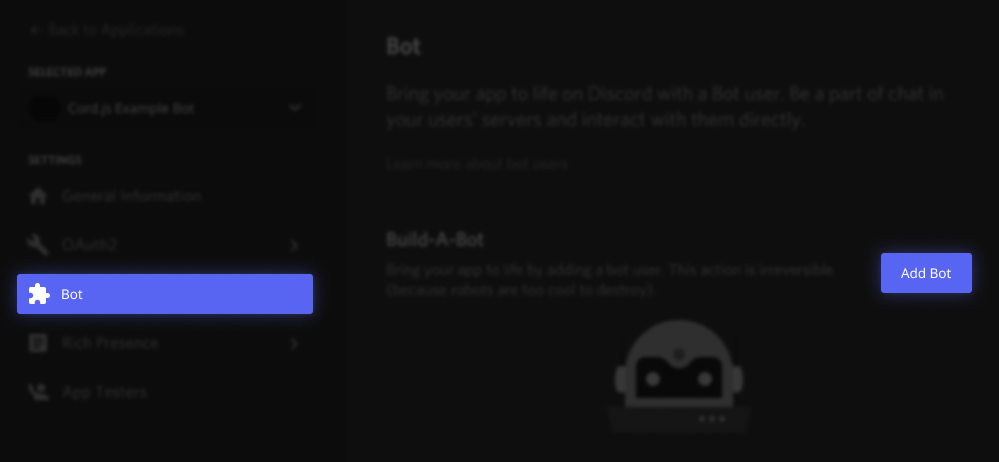 ← Back to Applications
SELECTED APP
Cord.js Example Bot
SETTINGS
General Information
OAuth2
Bot
Rich Presence
App Testers
Bot
Bring your app to life on Discord with a Bot user. Be a part of chat in
your users' servers and interact with them directly.
Learn more about bot users
Build-A-Bot
Bring your app to life by adding a bot user. This action is irreversible
(because robots are too cool to destroy).
Add Bot